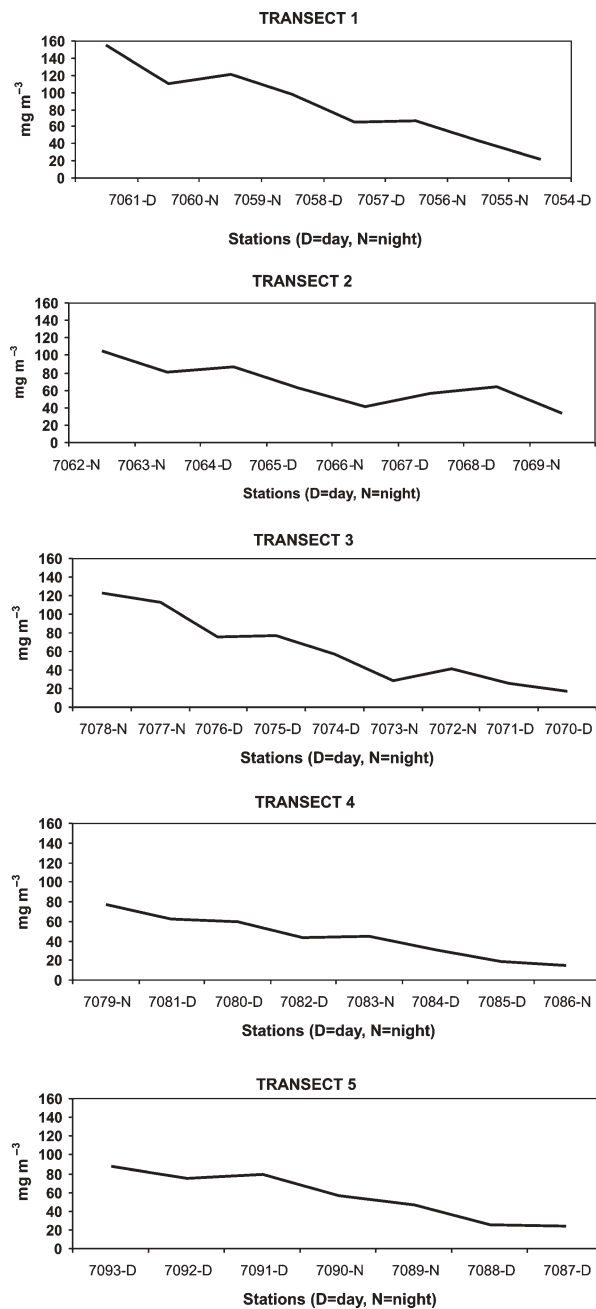 TRANSECT 1
160
140
120
100
80
60
40
20
0
mg m⁻³
7061-D 7060-N 7059-N 7058-D 7057-D 7056-N 7055-N 7054-D
Stations (D=day, N=night)
TRANSECT 2
160
140
120
100
80
60
40
20
0
mg m⁻³
7062-N 7063-N 7064-D 7065-D 7066-N 7067-D 7068-D 7069-N
Stations (D=day, N=night)
TRANSECT 3
160
140
120
100
80
60
40
20
0
mg m⁻³
7078-N 7077-N 7076-D 7075-D 7074-D 7073-N 7072-N 7071-D 7070-D
Stations (D=day, N=night)
TRANSECT 4
160
140
120
100
80
60
40
20
0
mg m⁻³
7079-N 7081-D 7080-D 7082-D 7083-N 7084-D 7085-D 7086-N
Stations (D=day, N=night)
TRANSECT 5
160
140
120
100
80
60
40
20
0
mg m⁻³
7093-D 7092-D 7091-D 7090-N 7089-N 7088-D 7087-D
Stations (D=day, N=night)